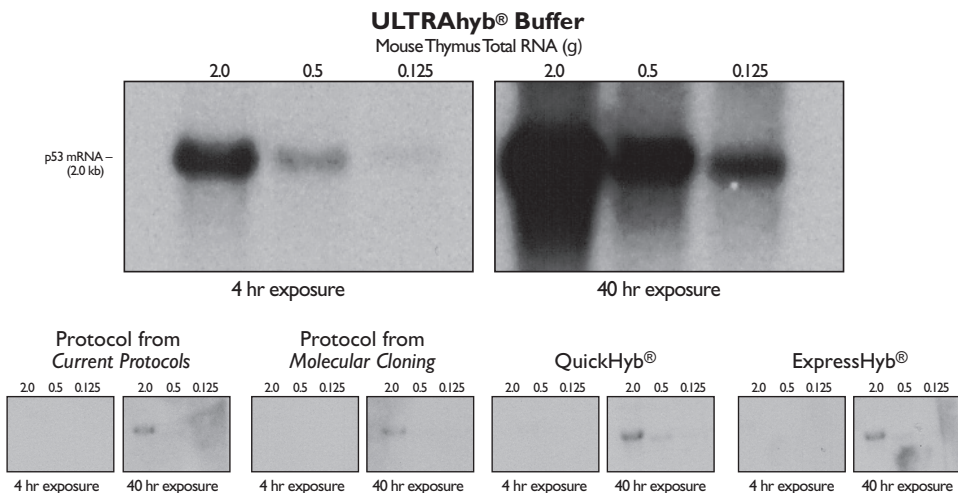 ULTRAhyb® Buffer
Mouse Thymus Total RNA (g)
2.0 0.5 0.125 2.0 0.5 0.125
p53 mRNA –
(2.0 kb)
4 hr exposure 40 hr exposure
Protocol from
Current Protocols
2.0 0.5 0.125 2.0 0.5 0.125
4 hr exposure 40 hr exposure
Protocol from
Molecular Cloning
2.0 0.5 0.125 2.0 0.5 0.125
4 hr exposure 40 hr exposure
QuickHyb®
2.0 0.5 0.125 2.0 0.5 0.125
4 hr exposure 40 hr exposure
ExpressHyb®
2.0 0.5 0.125 2.0 0.5 0.125
4 hr exposure 40 hr exposure